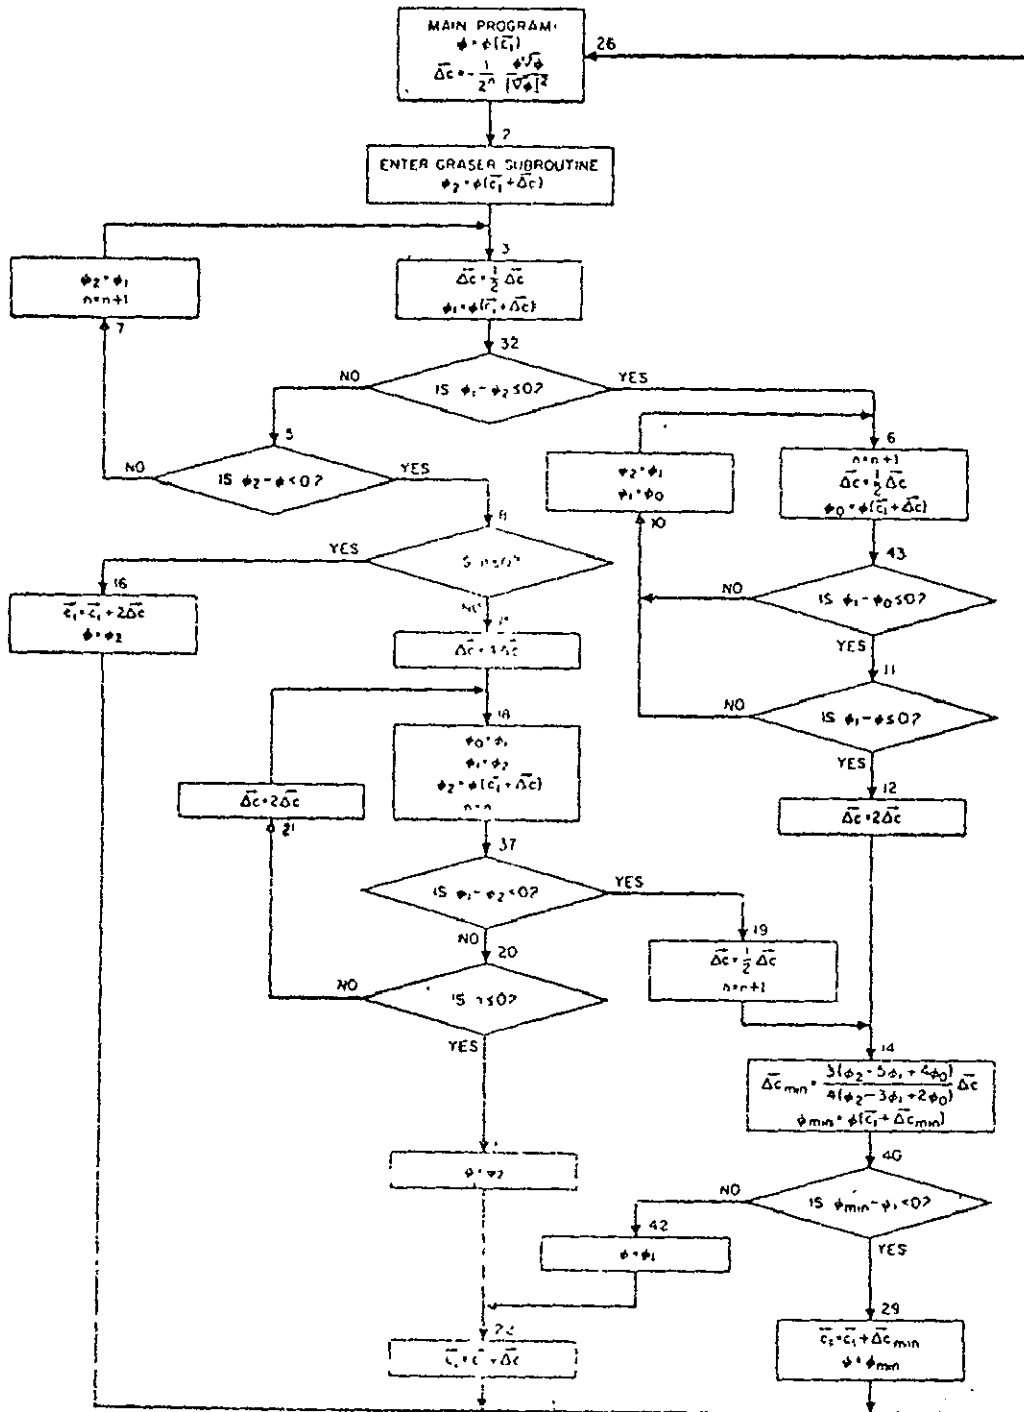 MAIN PROGRAM:
φ = φ(c⃗₁)
Δc⃗ = -1/2ⁿ φ∇⃗φ/[∇⃗φ]²
26
2
ENTER GRASER SUBROUTINE
φ₂ = φ(c⃗₁ + Δc⃗)
3
Δc⃗ = 1/2 Δc⃗
φ₁ = φ(c⃗₁ + Δc⃗)
φ₂ = φ₁
n = n+1
7
32
NO
IS φ₁ - φ₂ ≤ 0?
YES
5
NO
IS φ₂ - φ < 0?
YES
6
n = n+1
Δc⃗ = 1/2 Δc⃗
φ₀ = φ(c⃗₁ + Δc⃗)
φ₂ = φ₁
φ₁ = φ₀
10
8
YES
NO
43
NO
IS φ₁ - φ₀ ≤ 0?
YES
16
c⃗₁ = c⃗₁ + 2Δc⃗
φ = φ₂
11
NO
IS φ₁ - φ ≤ 0?
YES
18
φ₀ = φ₁
φ₁ = φ₂
φ₂ = φ(c⃗₁ + Δc⃗)
Δc⃗ = 2Δc⃗
21
12
Δc⃗ = 2Δc⃗
37
IS φ₁ - φ₂ < 0?
YES
NO
19
Δc⃗ = 1/2 Δc⃗
n = n+1
20
NO
IS n ≤ 0?
YES
14
Δc⃗min = 3(φ₂ - 5φ₁ + 4φ₀)/4(φ₂ - 3φ₁ + 2φ₀) Δc⃗
φmin = φ(c⃗₁ + Δc⃗min)
φ = φ₂
40
NO
IS φmin - φ₁ < 0?
YES
42
φ = φ₁
22
29
c⃗₁ = c⃗₁ + Δc⃗min
φ = φmin